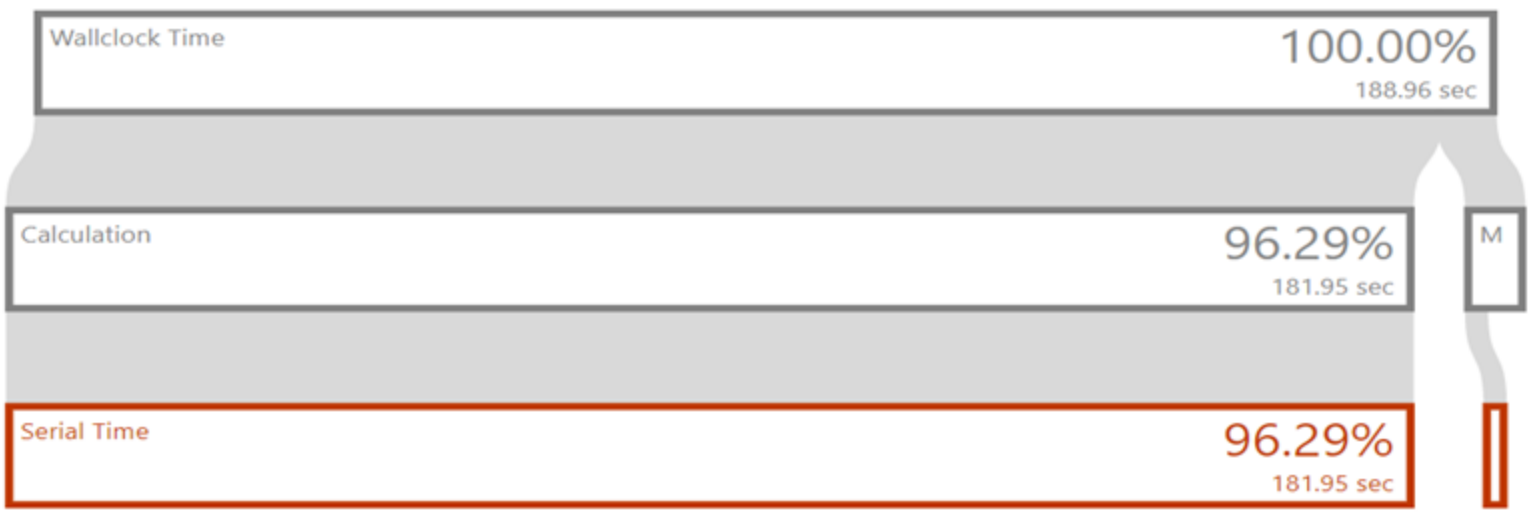 Wallclock Time
100.00%
188.96 sec
Calculation
96.29%
181.95 sec
M
Serial Time
96.29%
181.95 sec